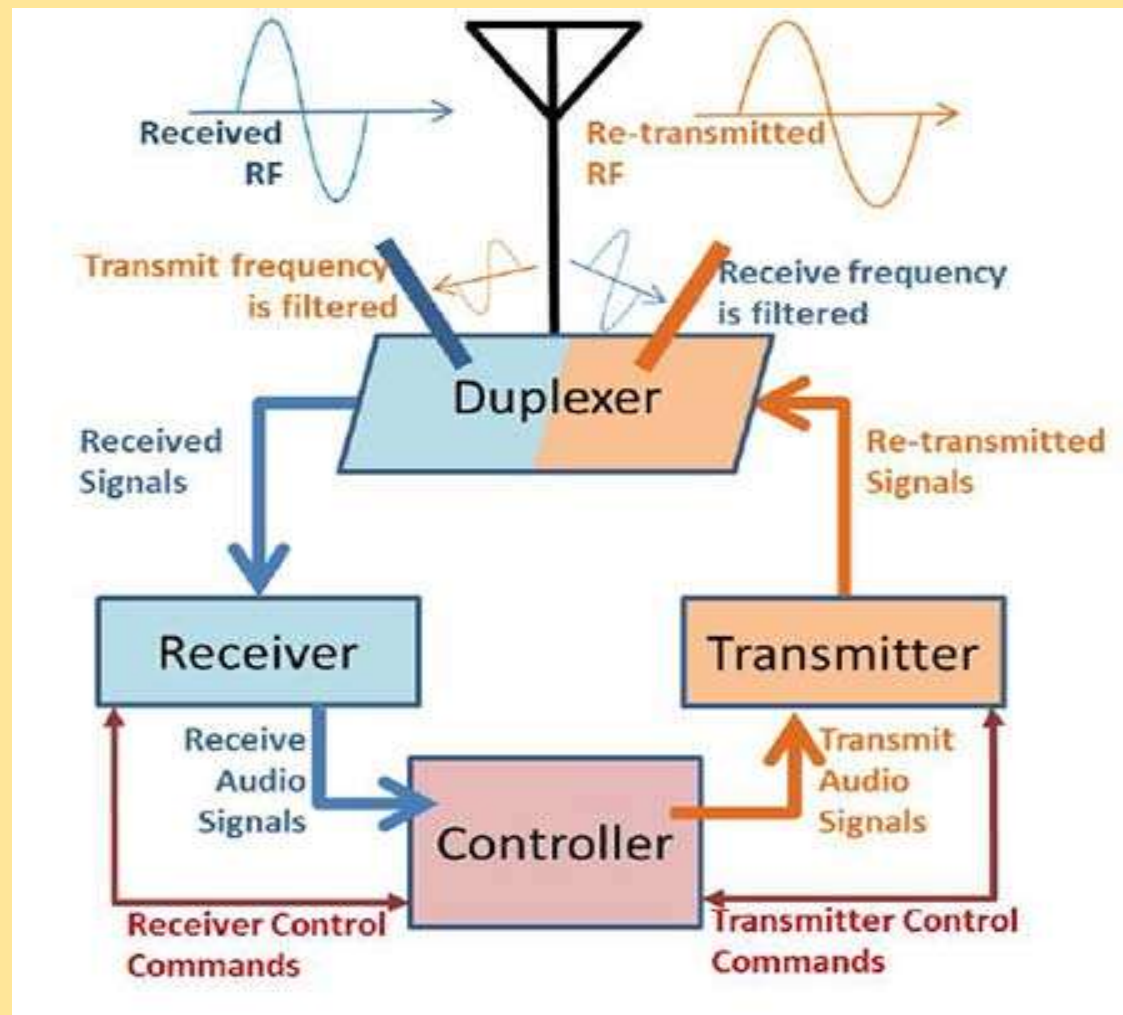 Received
RF
Re-transmitted
RF
Transmit frequency
is filtered
Receive frequency
is filtered
Duplexer
Received
Signals
Re-transmitted
Signals
Receiver
Transmitter
Receive
Audio
Signals
Transmit
Audio
Signals
Controller
Receiver Control
Commands
Transmitter Control
Commands